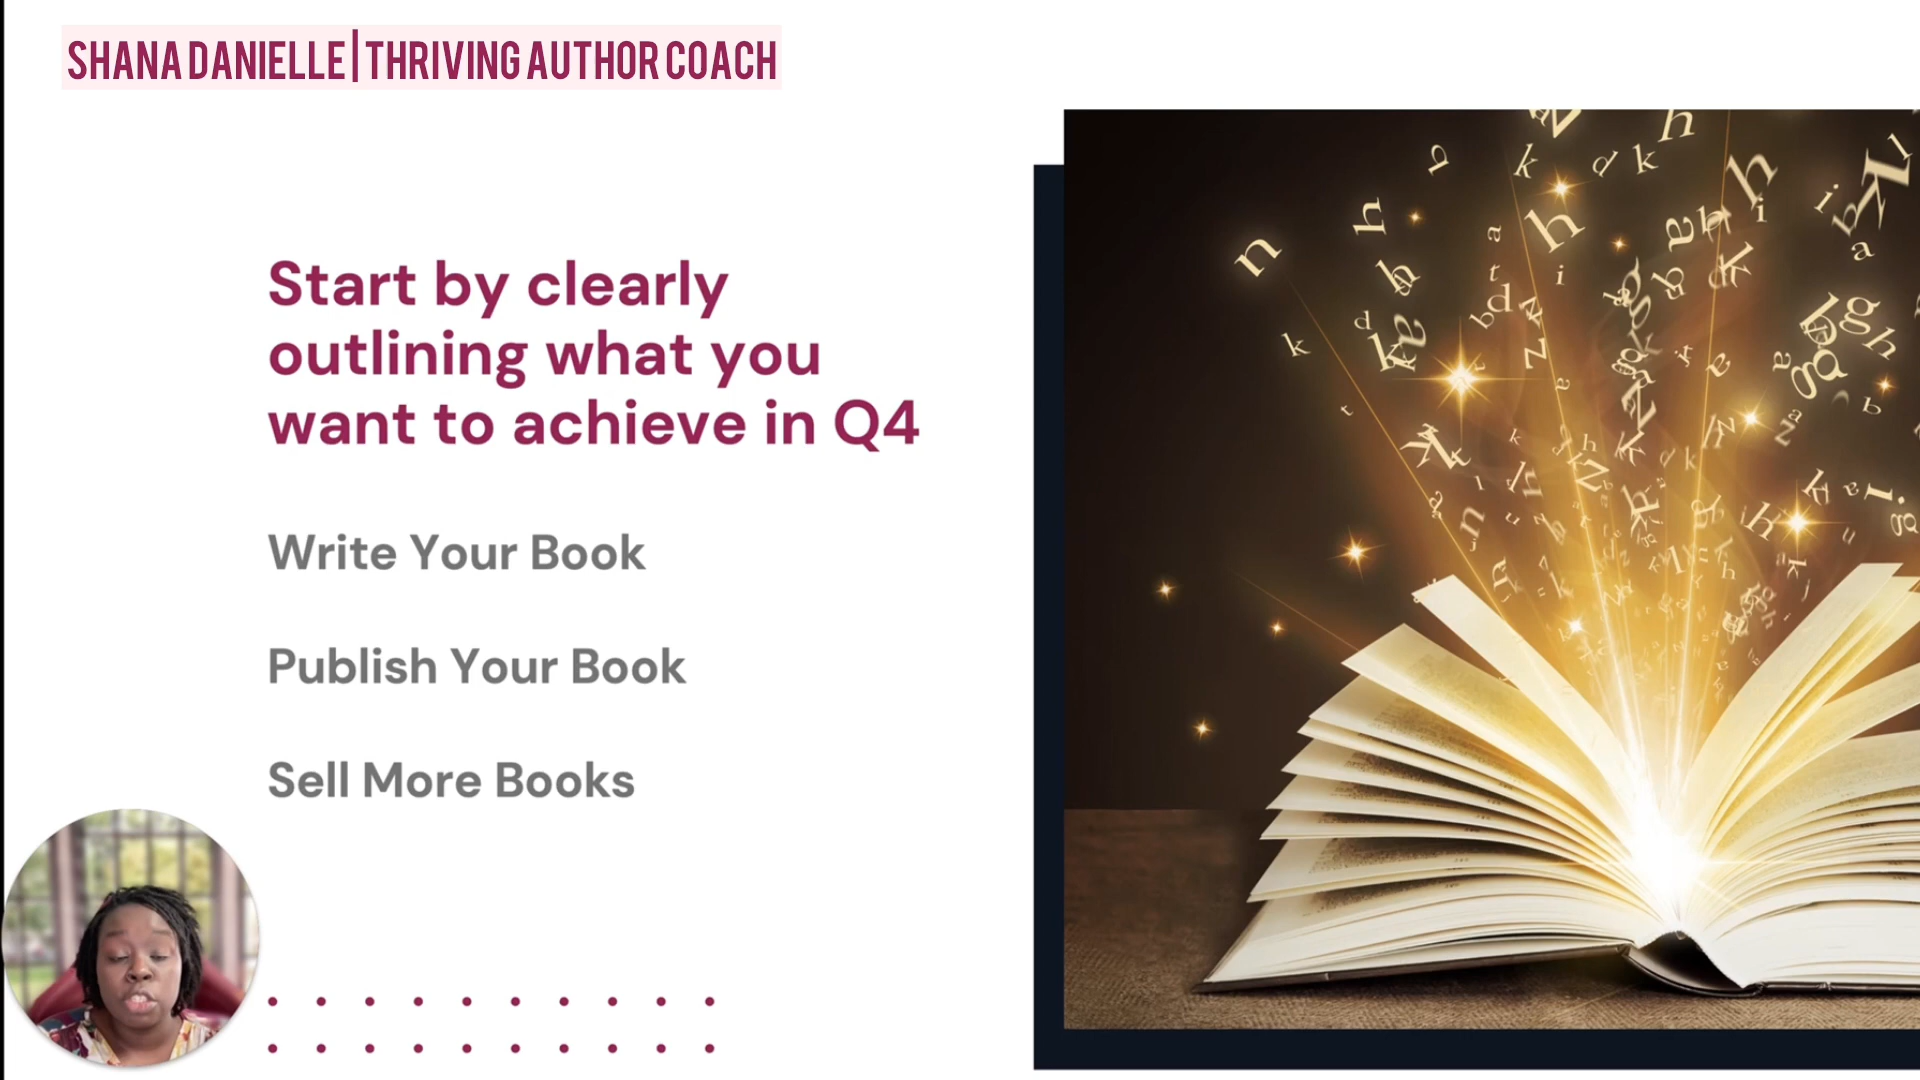 SHANA DANIELLE | THRIVING AUTHOR COACH
Start by clearly
outlining what you
want to achieve in Q4
Write Your Book
Publish Your Book
Sell More Books